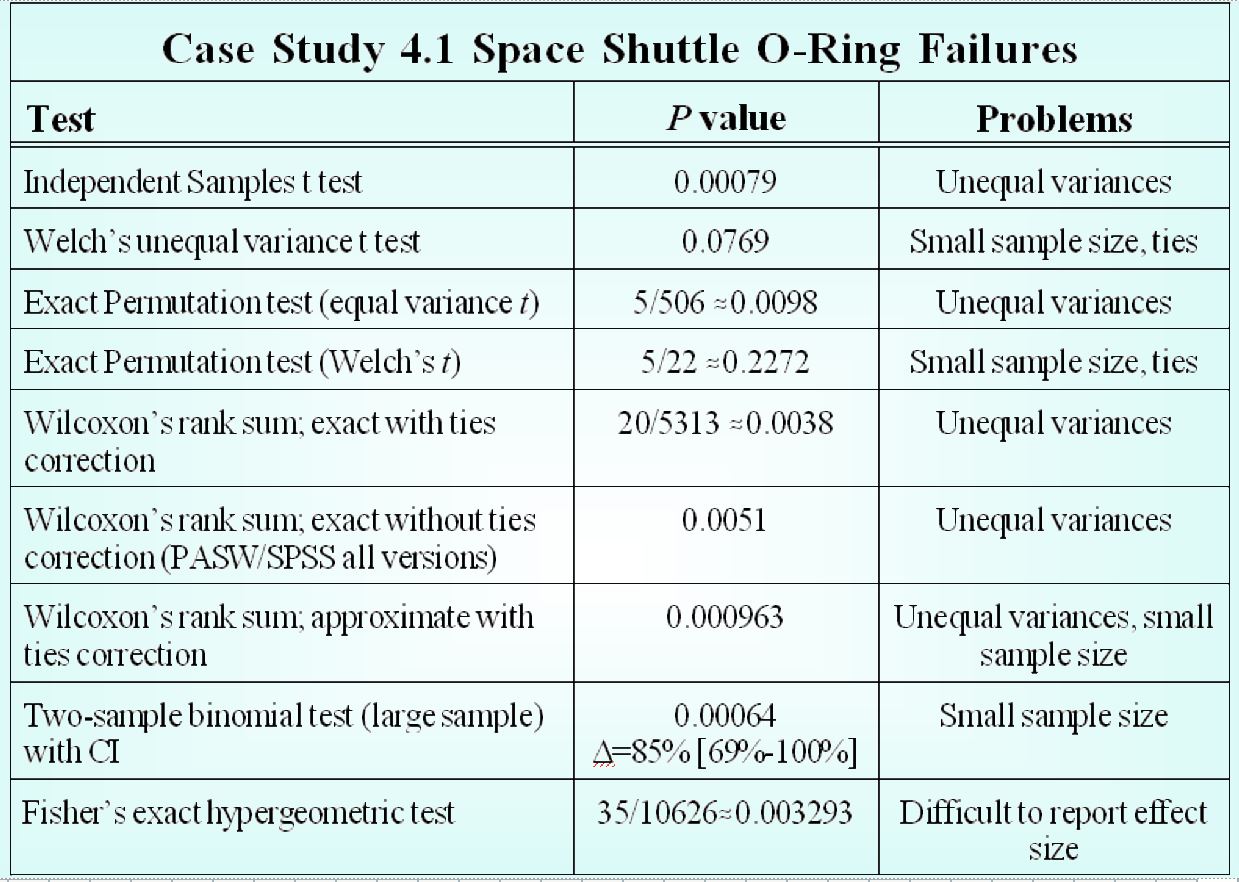 Case Study 4.1 Space Shuttle O-Ring Failures
Test P value Problems
Independent Samples t test 0.00079 Unequal variances
Welch’s unequal variance t test 0.0769 Small sample size, ties
Exact Permutation test (equal variance t) 5/506 ≈0.0098 Unequal variances
Exact Permutation test (Welch’s t) 5/22 ≈0.2272 Small sample size, ties
Wilcoxon’s rank sum; exact with ties 20/5313 ≈0.0038 Unequal variances
correction
Wilcoxon’s rank sum; exact without ties 0.0051 Unequal variances
correction (PASW/SPSS all versions)
Wilcoxon’s rank sum; approximate with 0.000963 Unequal variances, small
ties correction sample size
Two-sample binomial test (large sample) 0.00064 Small sample size
with CI Δ=85% [69%-100%]
Fisher’s exact hypergeometric test 35/10626≈0.003293 Difficult to report effect
size